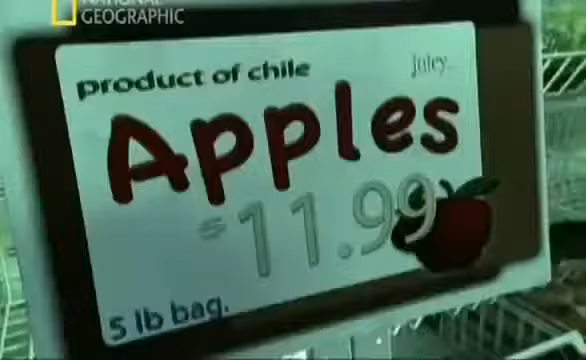 NATIONAL
GEOGRAPHIC
product of chile
juicy...
Apples
$11.99
5 lb bag.